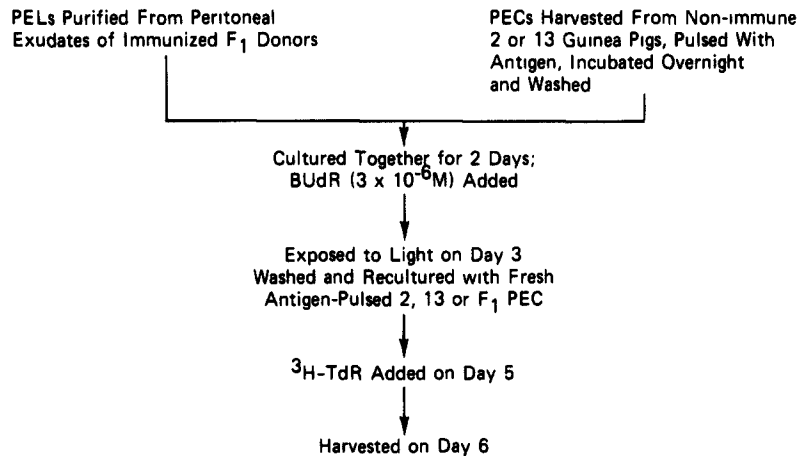 PELs Purified From Peritoneal
Exudates of Immunized F₁ Donors
PECs Harvested From Non-immune
2 or 13 Guinea Pigs, Pulsed With
Antigen, Incubated Overnight
and Washed
Cultured Together for 2 Days;
BUdR (3 x 10⁻⁶M) Added
Exposed to Light on Day 3
Washed and Recultured with Fresh
Antigen-Pulsed 2, 13 or F₁ PEC
³H-TdR Added on Day 5
Harvested on Day 6